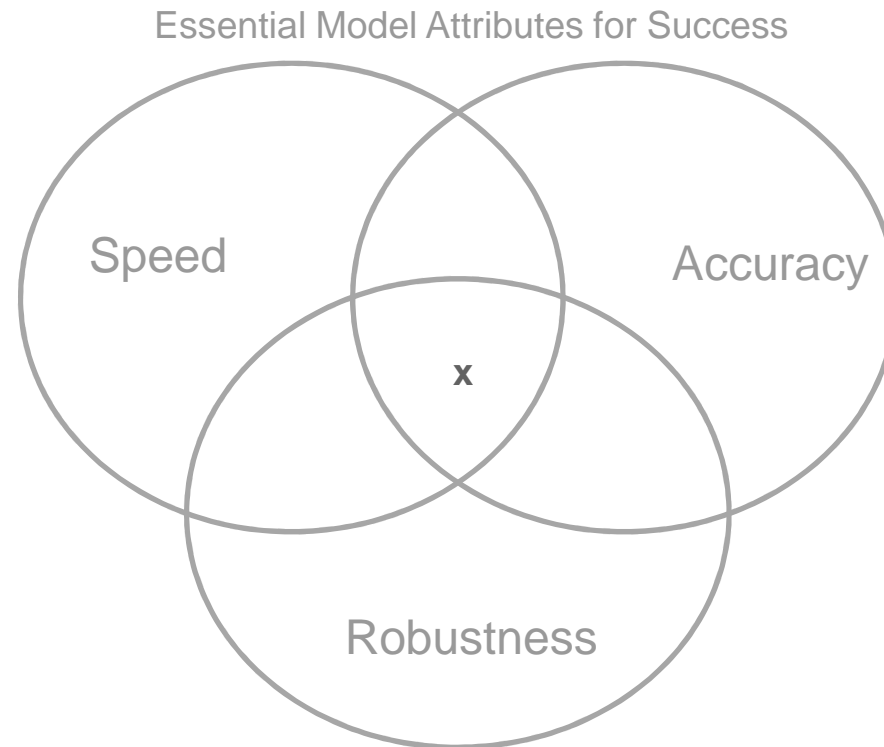 Essential Model Attributes for Success
Speed
Accuracy
x
Robustness